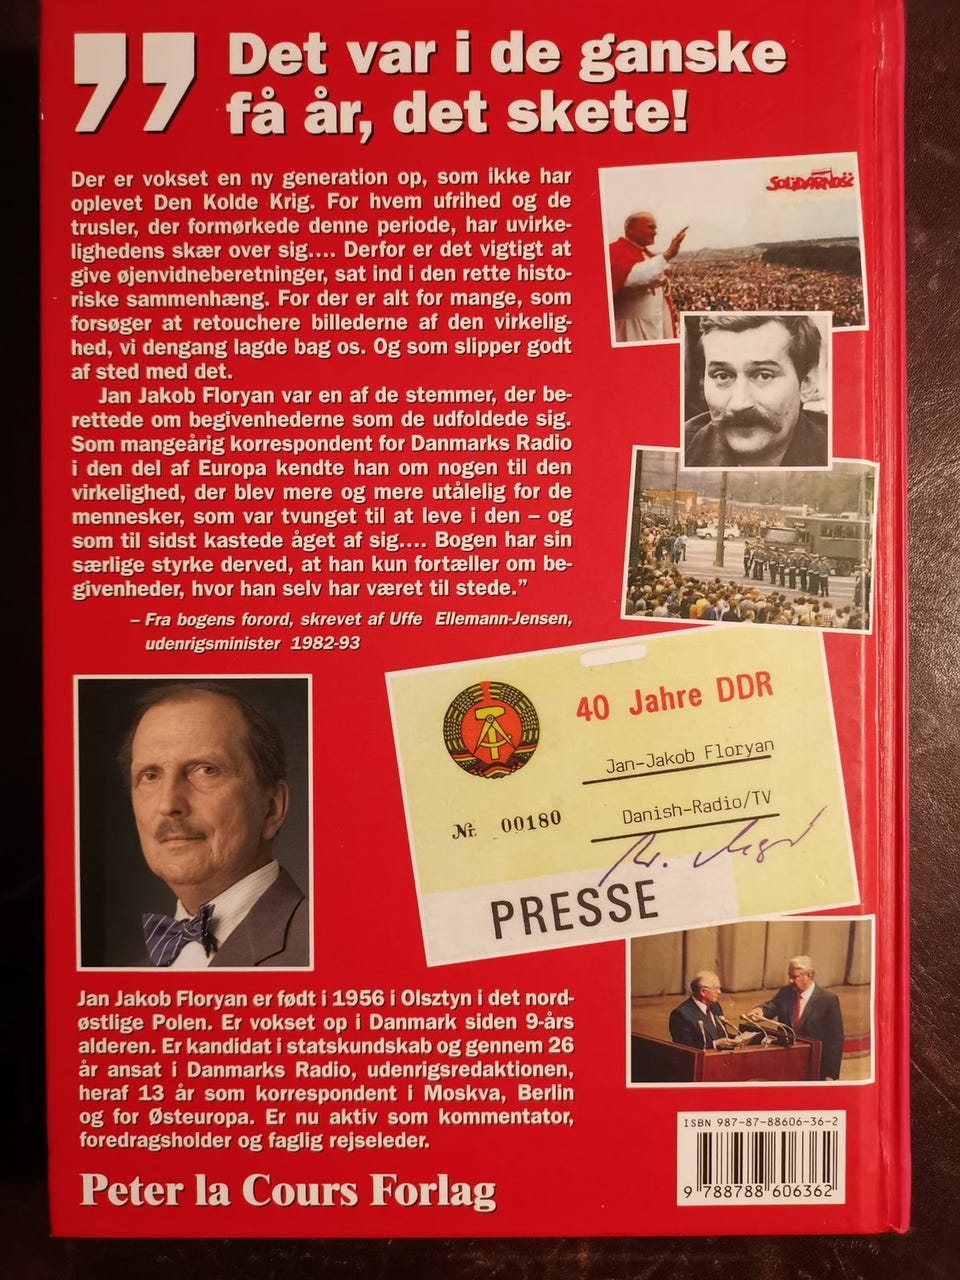 ” Det var i de ganske
få år, det skete!
Der er vokset en ny generation op, som ikke har
oplevet Den Kolde Krig. For hvem ufrihed og de
trusler, der formørkede denne periode, har uvirke-
lighedens skær over sig.... Derfor er det vigtigt at
give øjenvidneberetninger, sat ind i den rette histo-
riske sammenhæng. For der er alt for mange, som
forsøger at retouchere billederne af den virkelig-
hed, vi dengang lagde bag os. Og som slipper godt
af sted med det.
Jan Jakob Floryan var en af de stemmer, der be-
rettede om begivenhederne som de udfoldede sig.
Som mangeårig korrespondent for Danmarks Radio
i den del af Europa kendte han om nogen til den
virkelighed, der blev mere og mere utålelig for de
mennesker, som var tvunget til at leve i den – og
som til sidst kastede åget af sig.... Bogen har sin
særlige styrke derved, at han kun fortæller om be-
givenheder, hvor han selv har været til stede.”
– Fra bogens forord, skrevet af Uffe Ellemann-Jensen,
udenrigsminister 1982-93
SOLIDARNOŚĆ
40 Jahre DDR
Jan-Jakob Floryan
Danish-Radio/TV
Nr. 00180
PRESSE
Jan Jakob Floryan er født i 1956 i Olsztyn i det nord-
østlige Polen. Er vokset op i Danmark siden 9-års
alderen. Er kandidat i statskundskab og gennem 26
år ansat i Danmarks Radio, udenrigsredaktionen,
heraf 13 år som korrespondent i Moskva, Berlin
og for Østeuropa. Er nu aktiv som kommentator,
foredragsholder og faglig rejseleder.
Peter la Cours Forlag
ISBN 987-87-88606-36-2
9 788788 606362